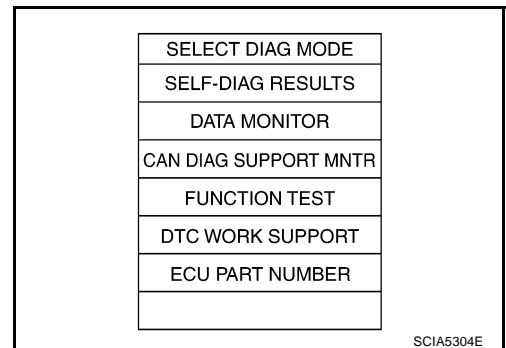 SELECT DIAG MODE
SELF-DIAG RESULTS
DATA MONITOR
CAN DIAG SUPPORT MNTR
FUNCTION TEST
DTC WORK SUPPORT
ECU PART NUMBER
SCIA5304E